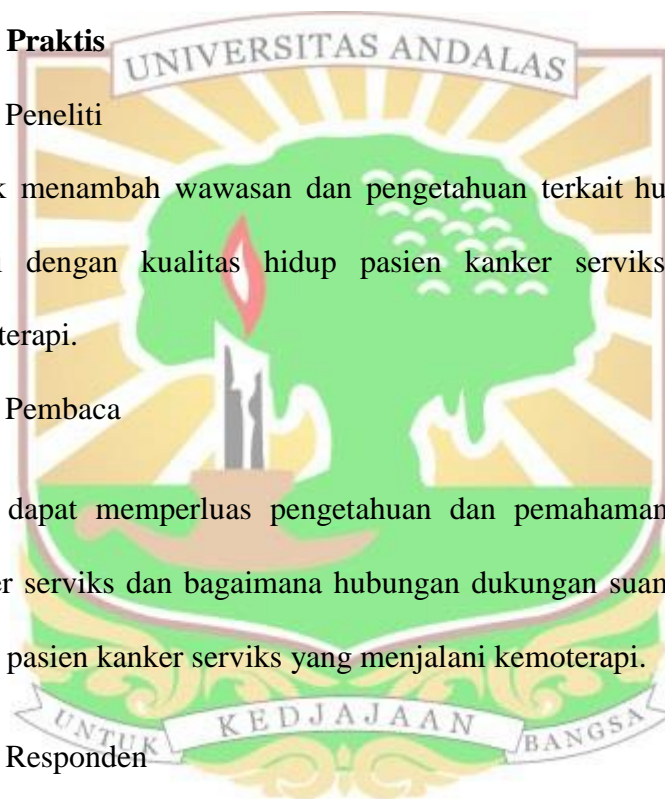 Praktis
UNIVERSITAS ANDALAS
Peneliti
menambah wawasan dan pengetahuan terkait hu
dengan kualitas hidup pasien kanker serviks
terapi.
Pembaca
dapat memperluas pengetahuan dan pemahaman
er serviks dan bagaimana hubungan dukungan suan
pasien kanker serviks yang menjalani kemoterapi.
UNTUK KEDJAJAAN BANGSA
Responden